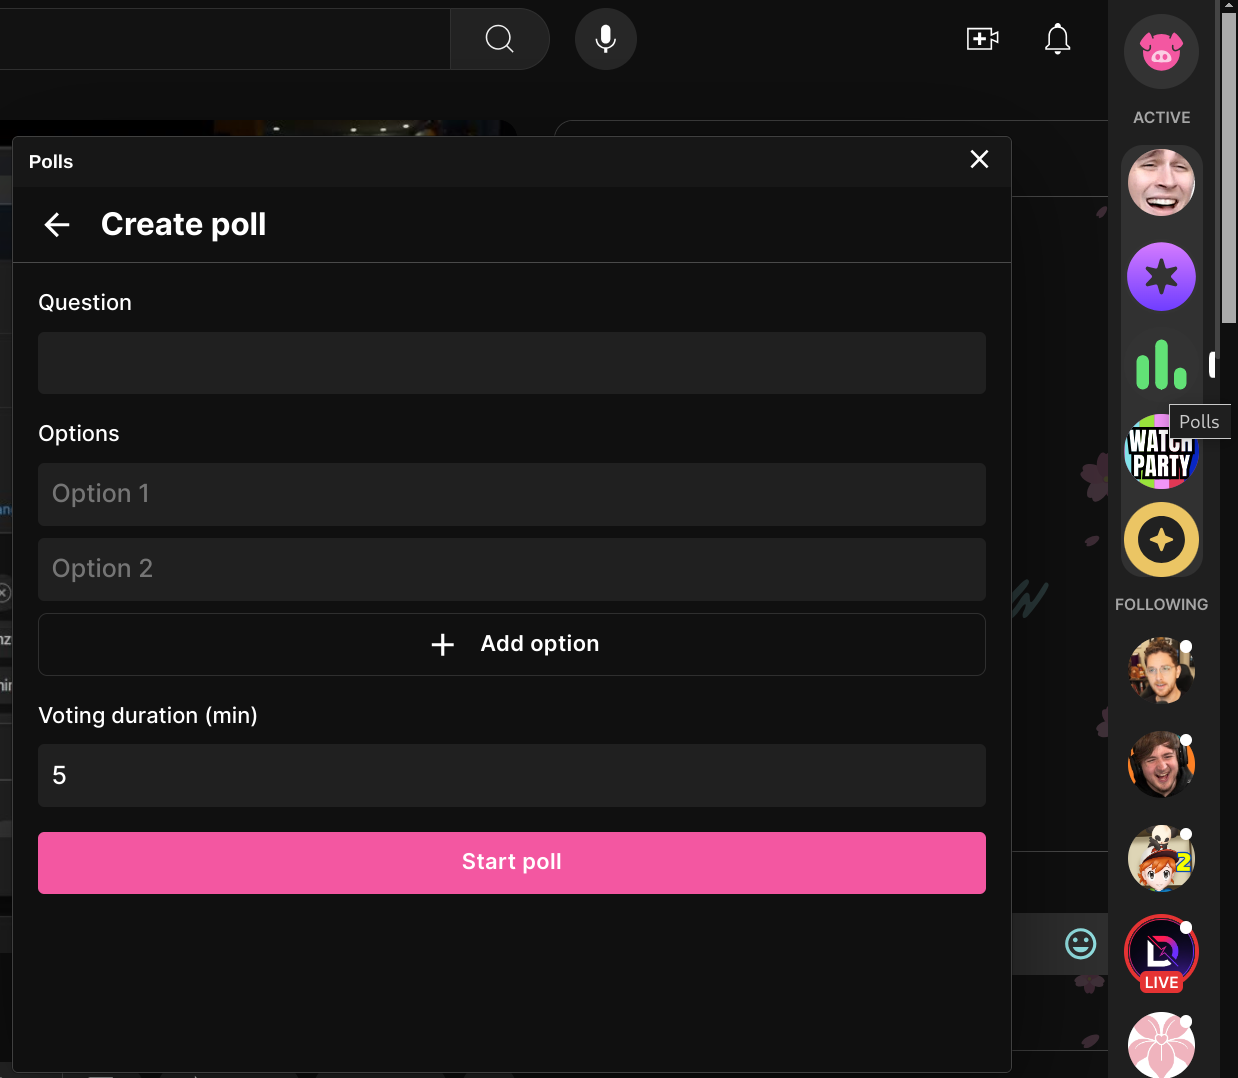 Polls
Create poll
Question
Options
Option 1
Option 2
Add option
Voting duration (min)
5
Start poll
ACTIVE
Polls
WATCH
PARTY
FOLLOWING
2
D
LIVE